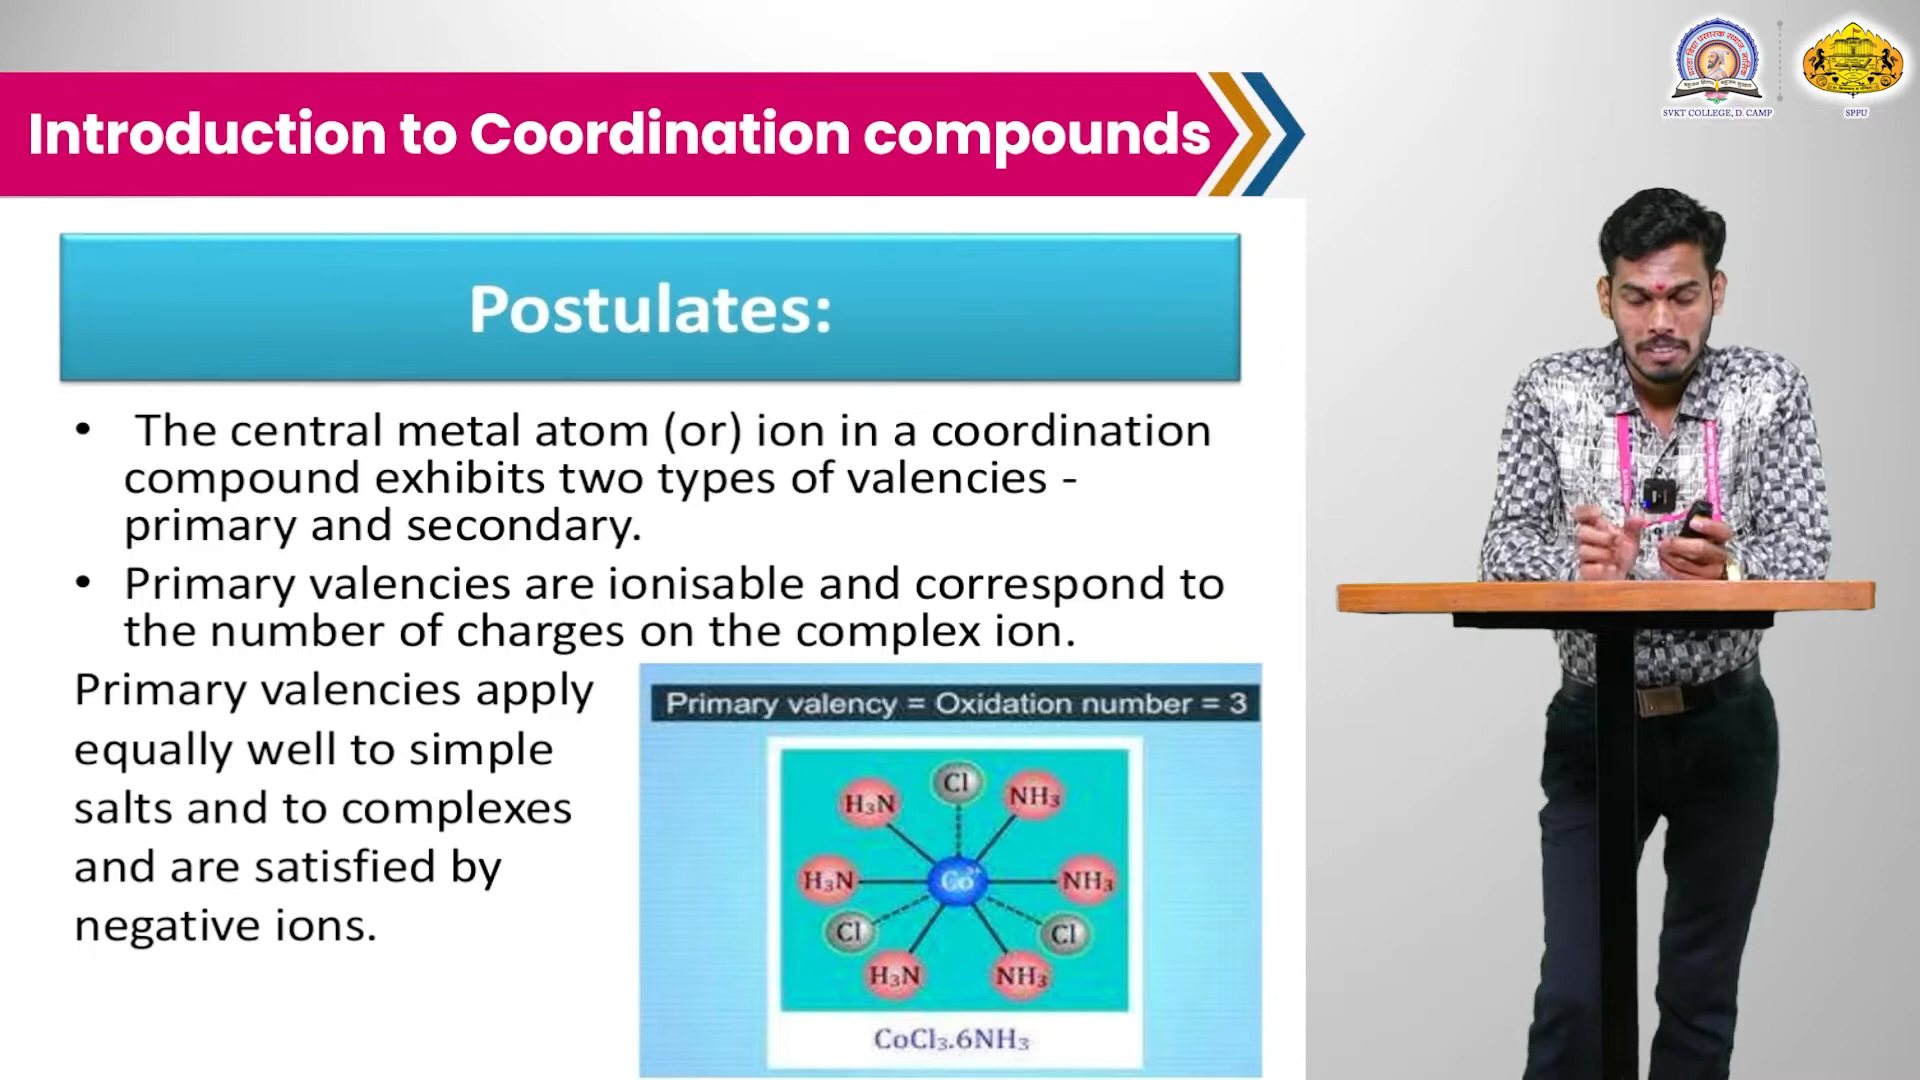 Introduction to Coordination compounds
SVKT COLLEGE, D. CAMP
SPPU
Postulates:
• The central metal atom (or) ion in a coordination
compound exhibits two types of valencies -
primary and secondary.
• Primary valencies are ionisable and correspond to
the number of charges on the complex ion.
Primary valencies apply
equally well to simple
salts and to complexes
and are satisfied by
negative ions.
Primary valency = Oxidation number = 3
Cl
H₃N
NH₃
H₃N
Co³⁺
NH₃
Cl
Cl
H₃N
NH₃
CoCl₃.6NH₃